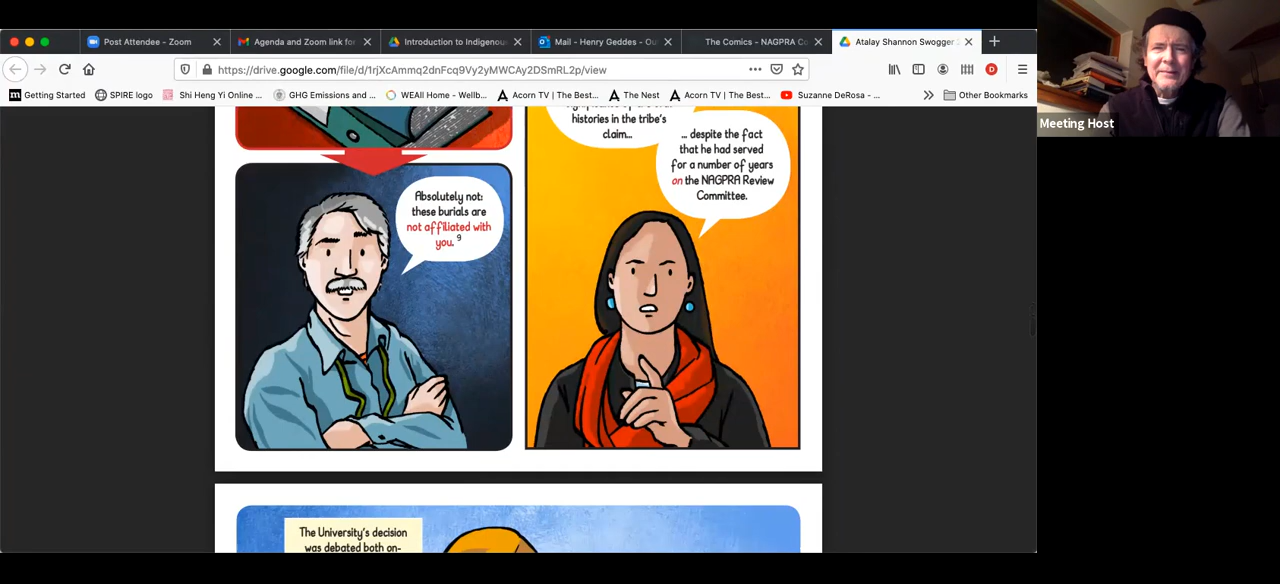 Post Attendee - Zoom
Agenda and Zoom link for
Introduction to Indigenou
Mail - Henry Geddes - Ou
The Comics - NAGPRA Co
Atalay Shannon Swogger
https://drive.google.com/file/d/1rjXcAmmq2dnFcq9Vy2yMWCAy2DSmRL2p/view
Getting Started
SPIRE logo
Shi Heng Yi Online ...
GHG Emissions and ...
WEAll Home - Wellb...
Acorn TV | The Best...
The Nest
Acorn TV | The Best...
Suzanne DeRosa - ...
Other Bookmarks
Meeting Host
histories in the tribe's
claim...
... despite the fact
that he had served
for a number of years
on the NAGPRA Review
Committee.
Absolutely not:
these burials are
not affiliated with
you. 9
The University's decision
was debated both on-